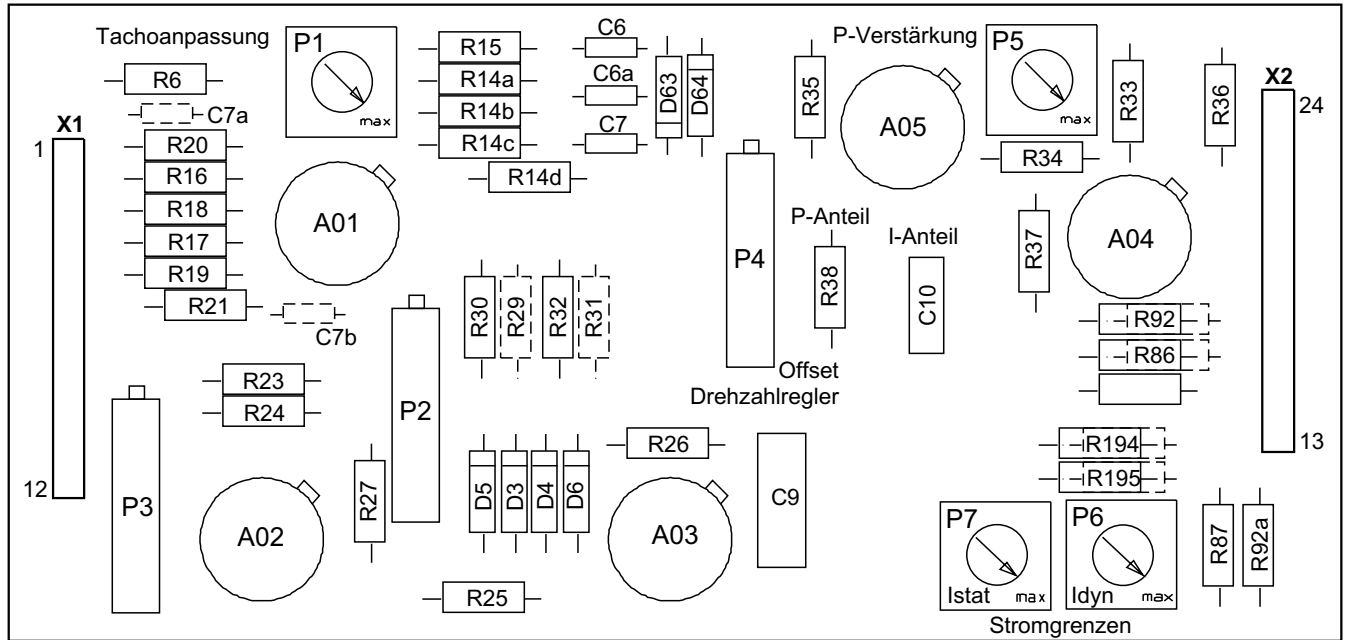 Tachoanpassung
P1
max
R6
C7a
X1
1
12
R20
R16
R18
R17
R19
R21
C7b
A01
R15
R14a
R14b
R14c
R14d
C6
C6a
C7
D63
D64
R35
P-Verstärkung
A05
P5
max
R33
R34
R36
X2
24
13
R37
A04
P4
P-Anteil
R38
I-Anteil
C10
Offset
Drehzahlregler
R30
R29
R32
R31
R92
R86
R23
R24
P2
P3
A02
R27
D5
D3
D4
D6
R26
A03
C9
R25
R194
R195
P7
Istat
max
P6
Idyn
max
Stromgrenzen
R87
R92a